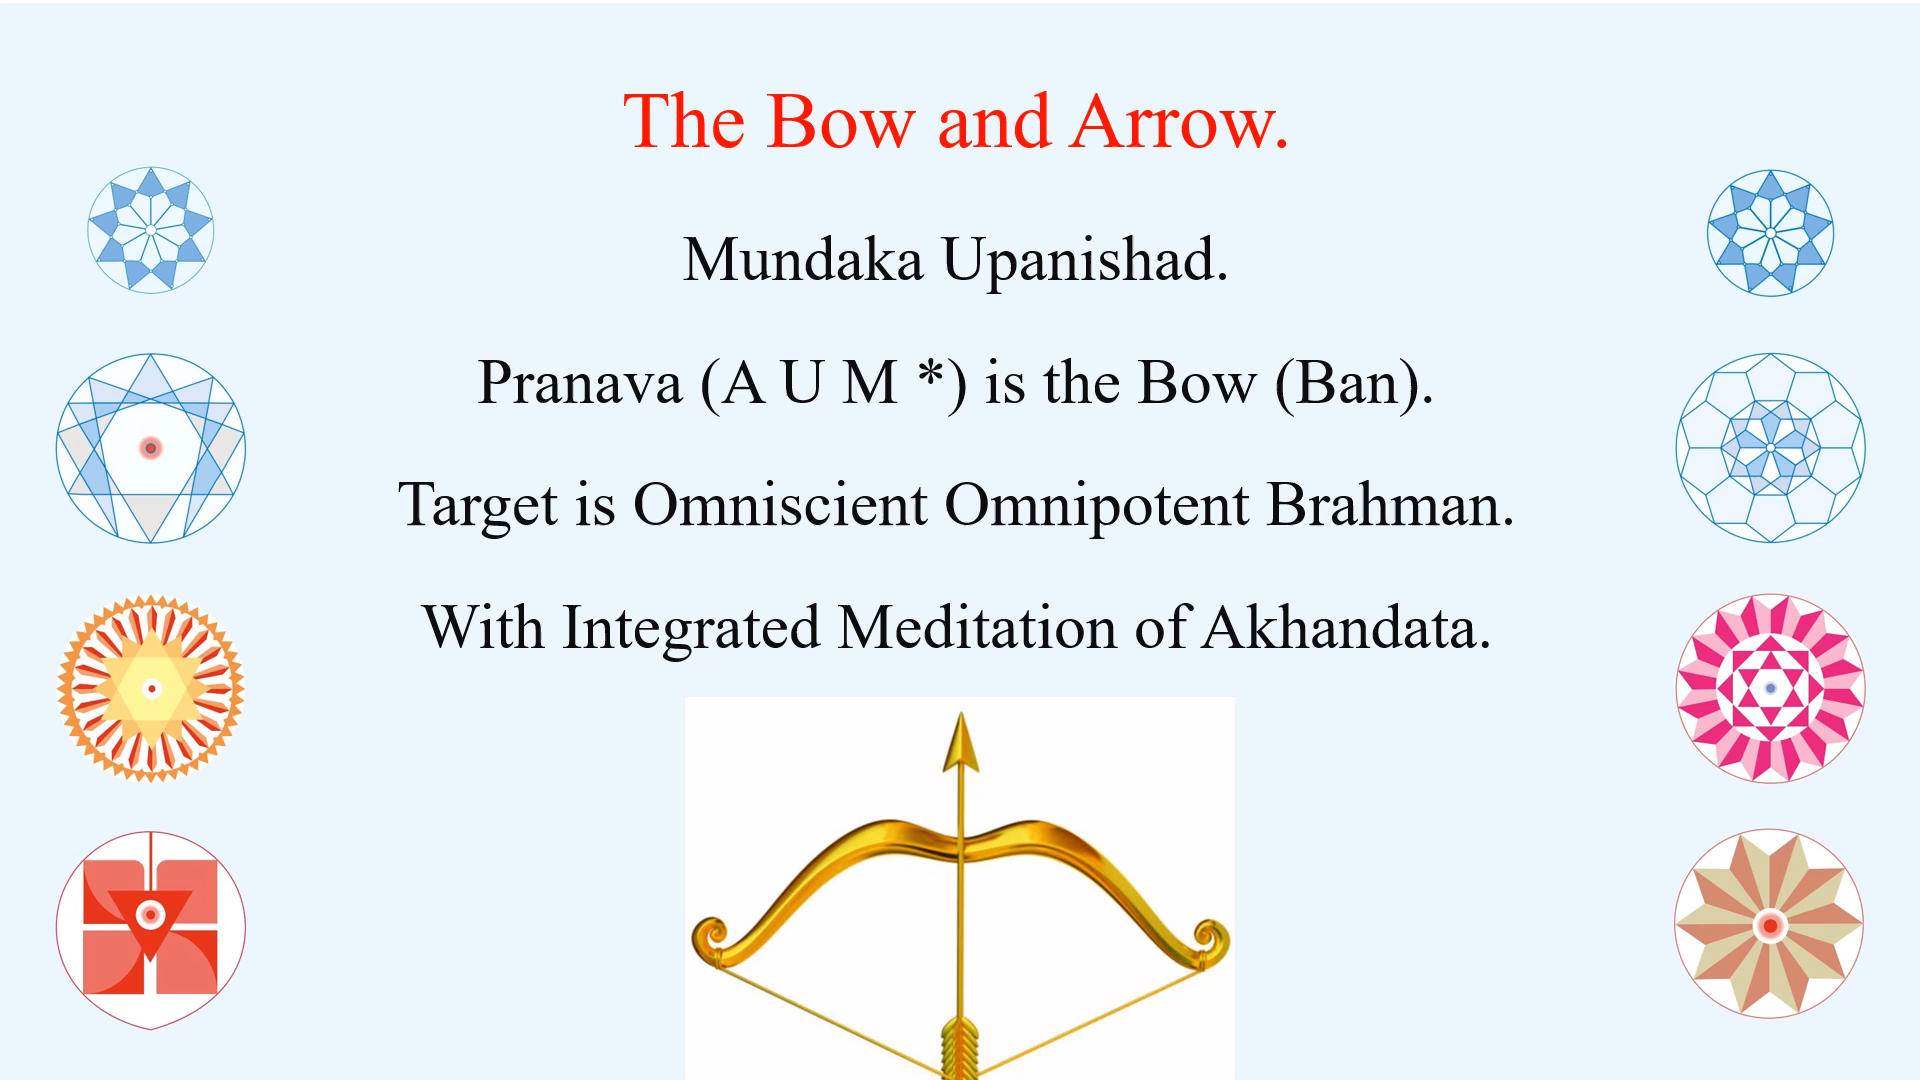 The Bow and Arrow.
Mundaka Upanishad.
Pranava (A U M *) is the Bow (Ban).
Target is Omniscient Omnipotent Brahman.
With Integrated Meditation of Akhandata.